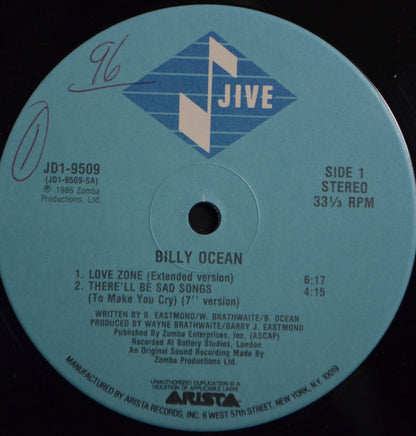 96
1
JIVE
JD1-9509
(JD1-9509-SA)
℗ 1986 Zomba
Productions, Ltd.
SIDE 1
STEREO
33⅓ RPM
BILLY OCEAN
1. LOVE ZONE (Extended version) 6:17
2. THERE'LL BE SAD SONGS
(To Make You Cry) (7'' version) 4:15
WRITTEN BY B. EASTMOND/W. BRATHWAITE/B. OCEAN
PRODUCED BY WAYNE BRATHWAITE/BARRY J. EASTMOND
Published By Zomba Enterprises, Inc. (ASCAP)
Recorded At Battery Studios, London
An Original Sound Recording Made By
Zomba Productions Ltd.
UNAUTHORIZED DUPLICATION IS A
VIOLATION OF APPLICABLE LAWS
ARISTA
MANUFACTURED BY ARISTA RECORDS, INC. 6 WEST 57th STREET, NEW YORK, N.Y. 10019